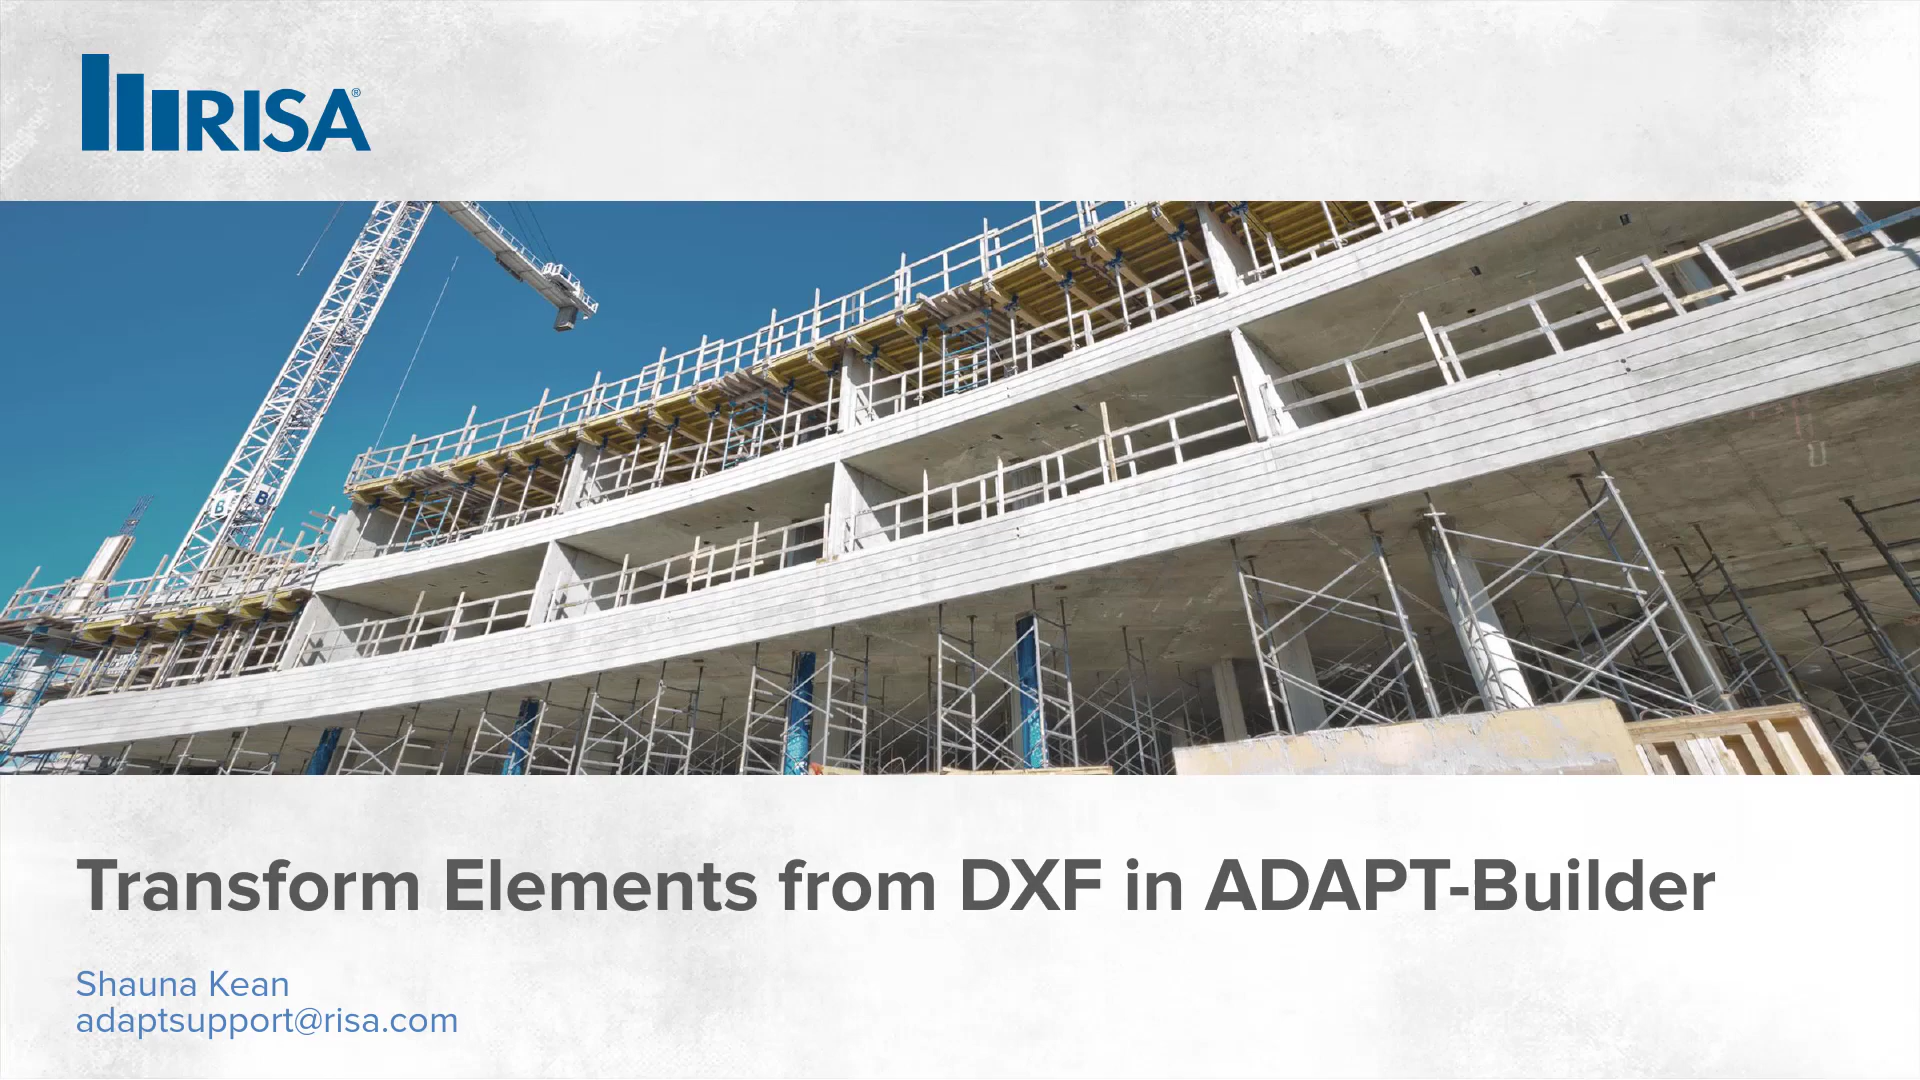 RISA®
B
B
Transform Elements from DXF in ADAPT-Builder
Shauna Kean
adaptsupport@risa.com